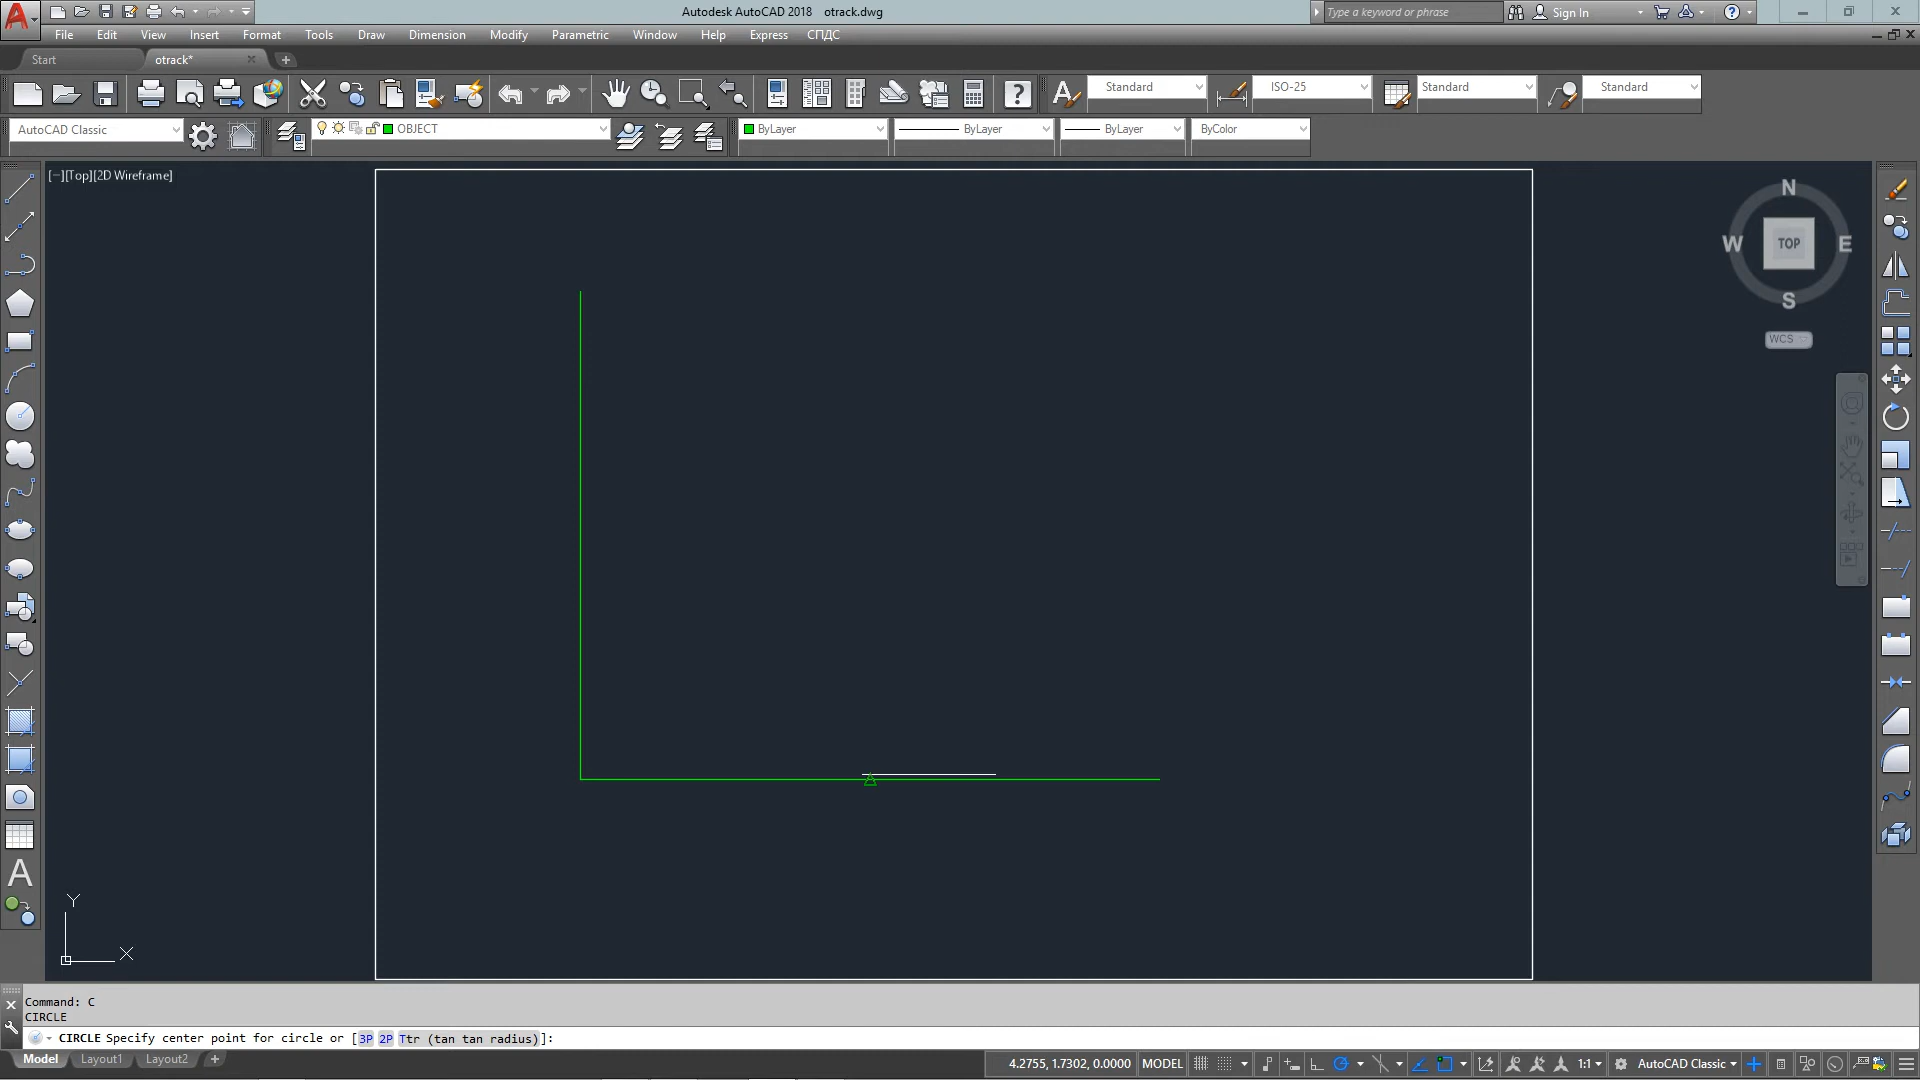 Autodesk AutoCAD 2018 otrack.dwg
Type a keyword or phrase
Sign In
File Edit View Insert Format Tools Draw Dimension Modify Parametric Window Help Express СПДС
Start
otrack*
Standard
ISO-25
Standard
Standard
AutoCAD Classic
OBJECT
ByLayer
ByLayer
ByLayer
ByColor
[−][Top][2D Wireframe]
N
W
TOP
E
S
WCS
A
Y
X
Command: C
CIRCLE
CIRCLE Specify center point for circle or [3P 2P Ttr (tan tan radius)]:
Model Layout1 Layout2
4.2755, 1.7302, 0.0000 MODEL
1:1
AutoCAD Classic